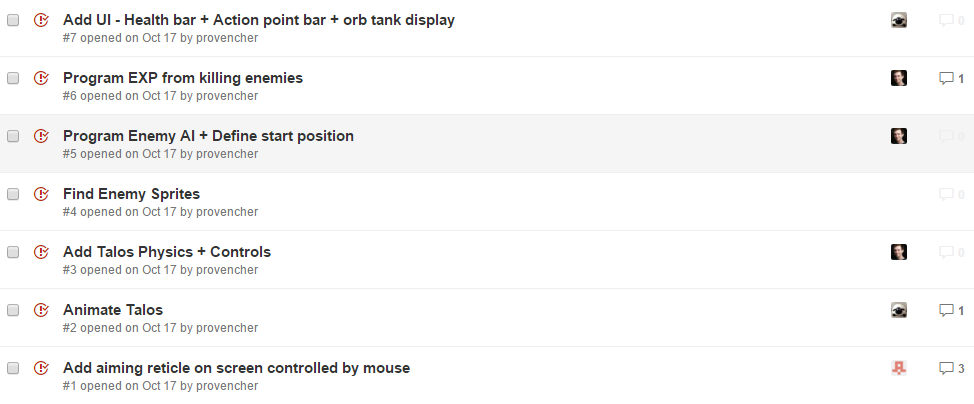 Add UI - Health bar + Action point bar + orb tank display
0
#7 opened on Oct 17 by provencher
Program EXP from killing enemies
1
#6 opened on Oct 17 by provencher
Program Enemy AI + Define start position
0
#5 opened on Oct 17 by provencher
Find Enemy Sprites
0
#4 opened on Oct 17 by provencher
Add Talos Physics + Controls
0
#3 opened on Oct 17 by provencher
Animate Talos
1
#2 opened on Oct 17 by provencher
Add aiming reticle on screen controlled by mouse
3
#1 opened on Oct 17 by provencher